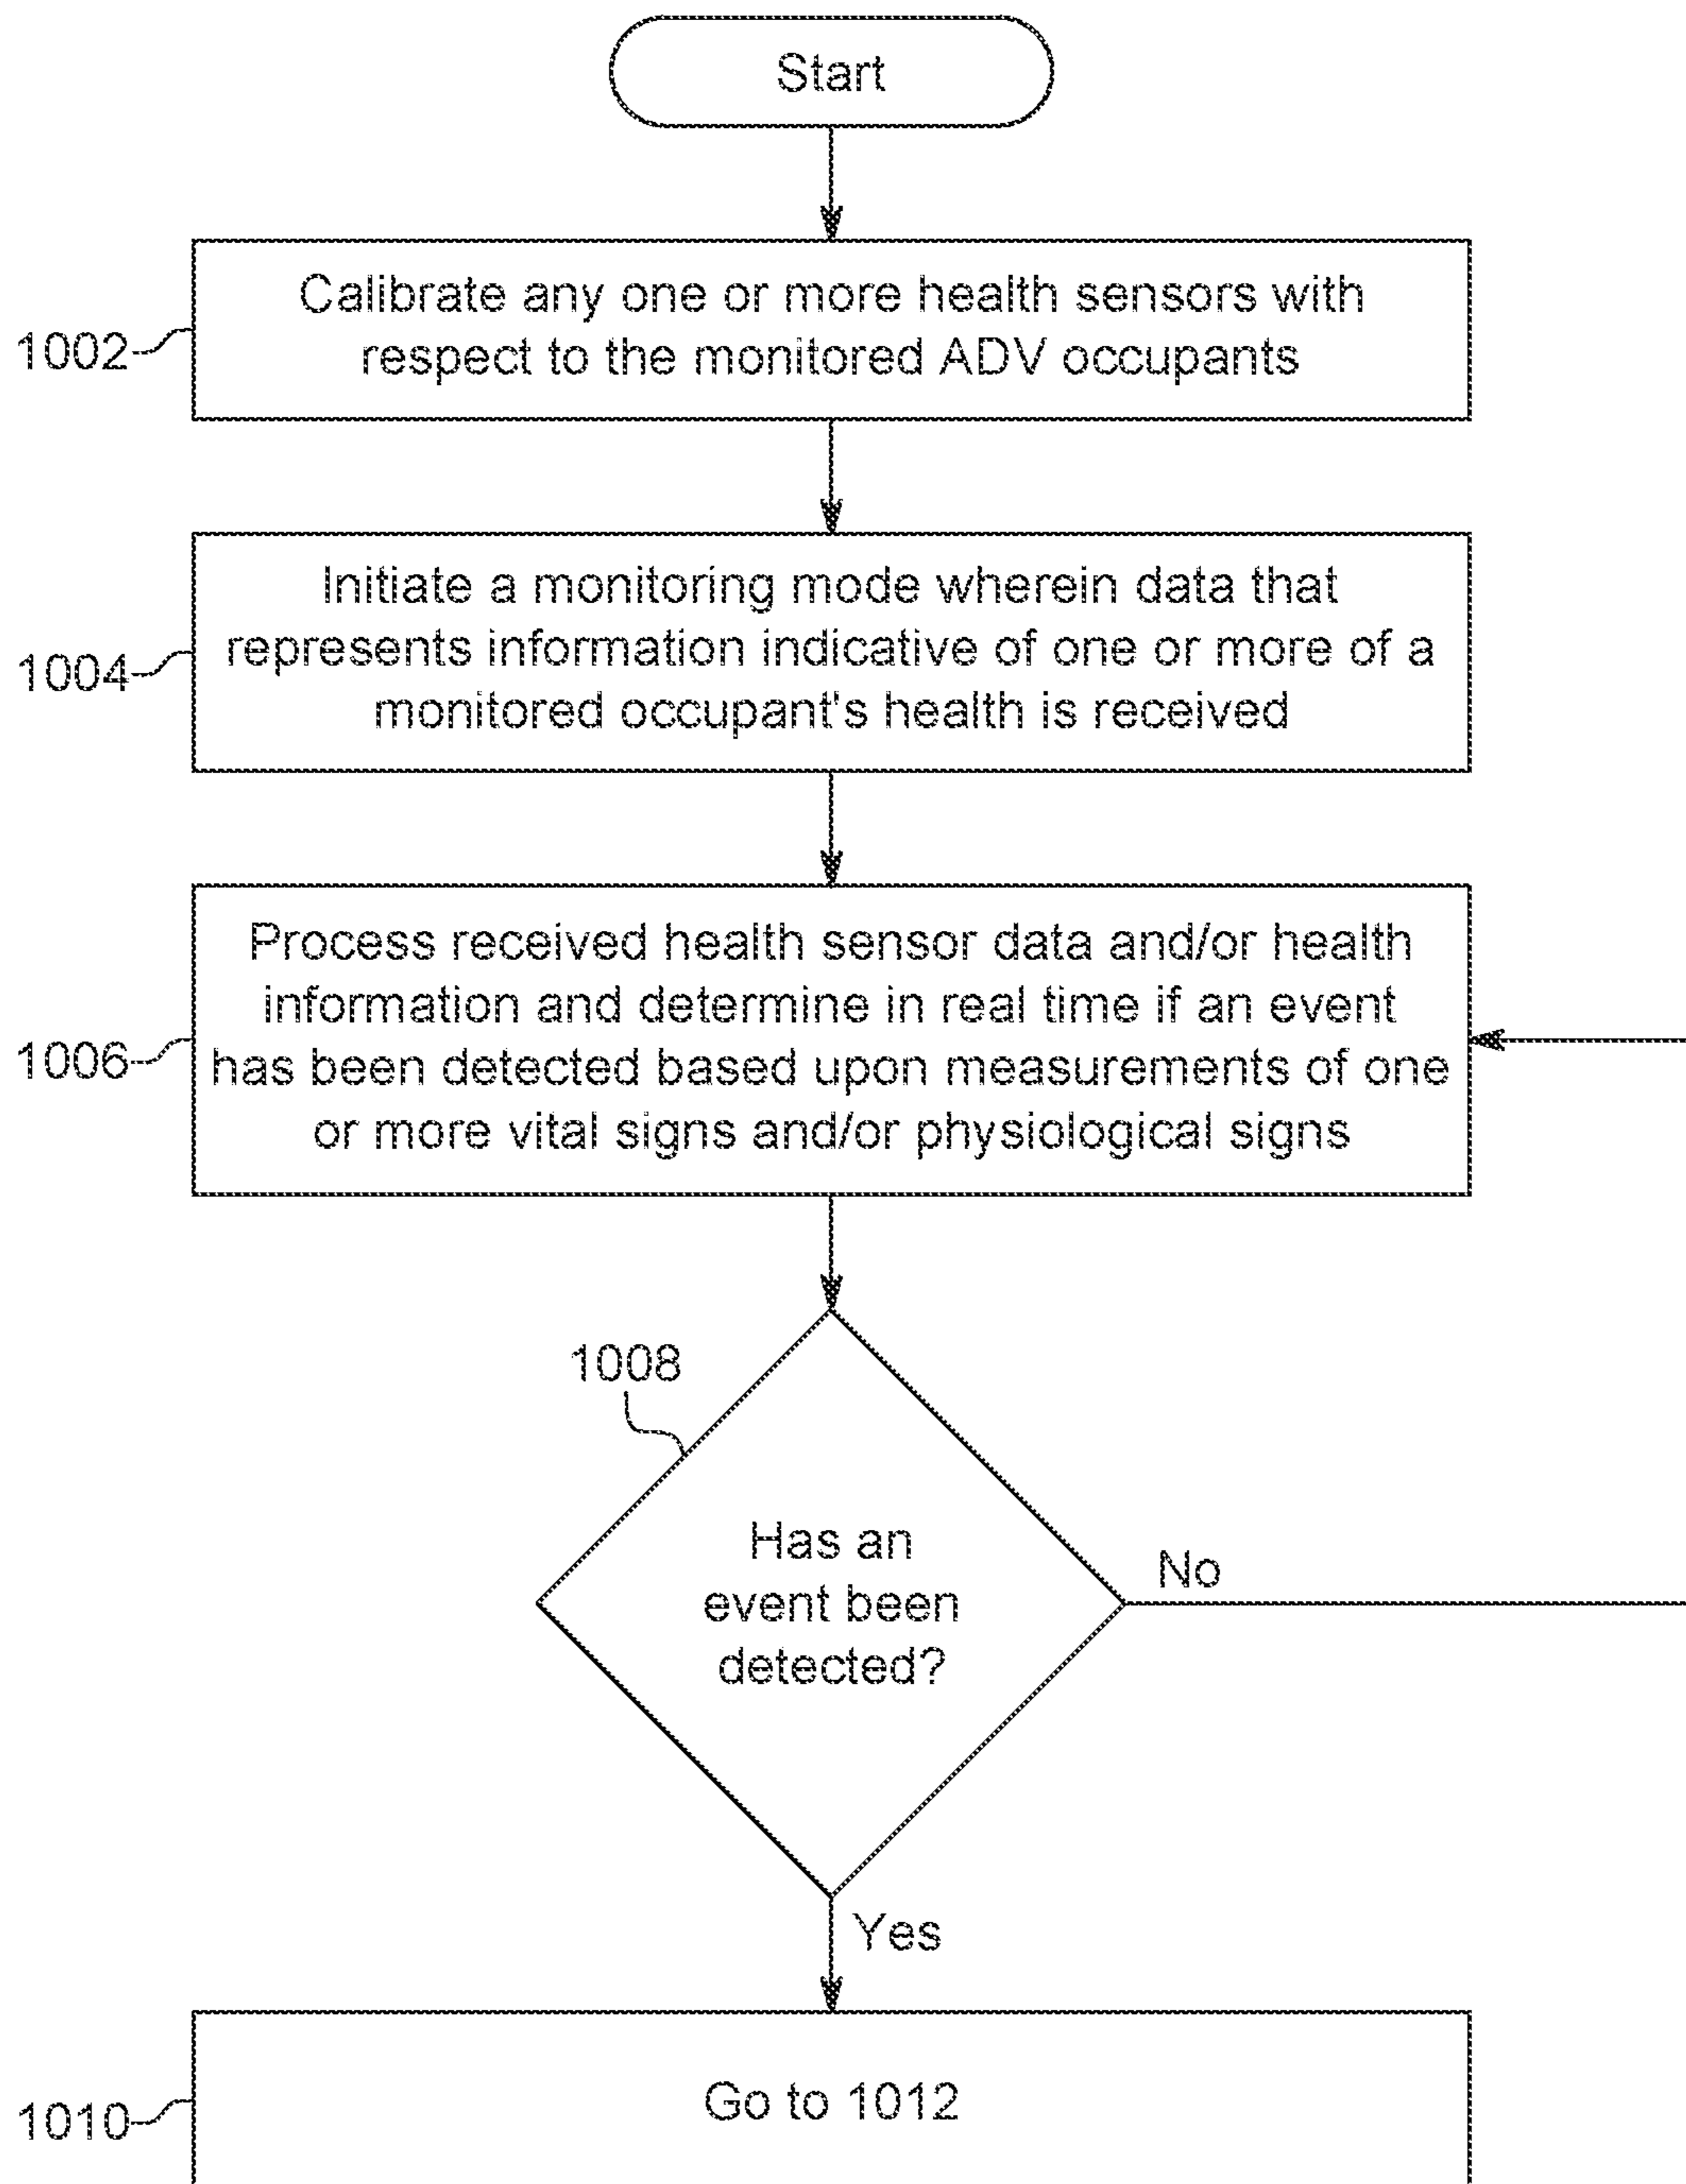 Start
1002
Calibrate any one or more health sensors with
respect to the monitored ADV occupants
1004
Initiate a monitoring mode wherein data that
represents information indicative of one or more of a
monitored occupant's health is received
1006
Process received health sensor data and/or health
information and determine in real time if an event
has been detected based upon measurements of one
or more vital signs and/or physiological signs
1008
Has an
event been
detected?
No
Yes
1010
Go to 1012